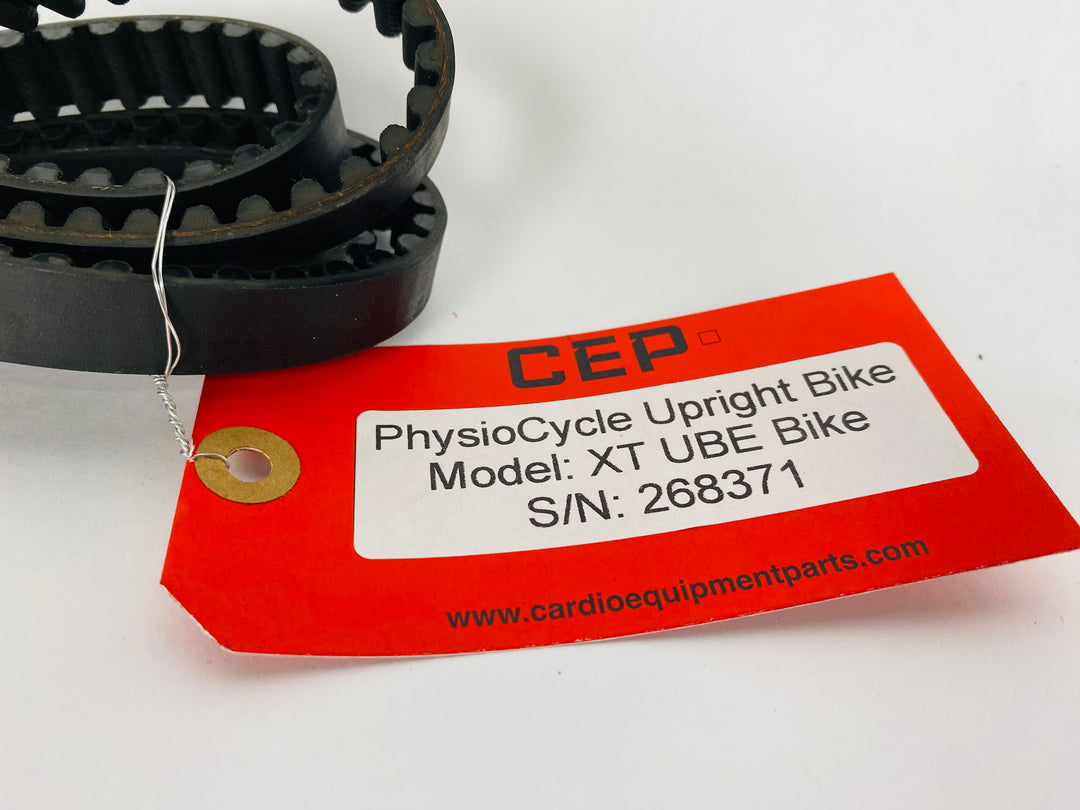 CEP
PhysioCycle Upright Bike
Model: XT UBE Bike
S/N: 268371
www.cardioequipmentparts.com